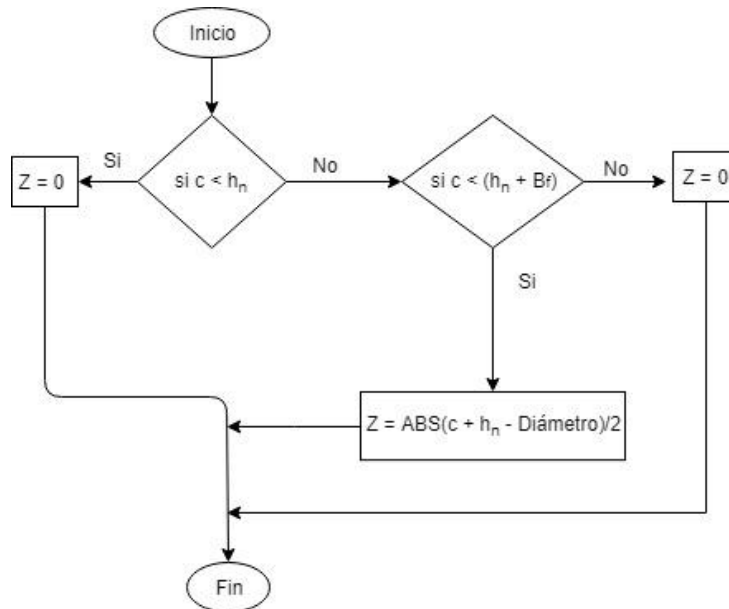 Inicio
Si
No
No
Z = 0
si c < hₙ
si c < (hₙ + Bf)
Z = 0
Si
Z = ABS(c + hₙ - Diámetro)/2
Fin